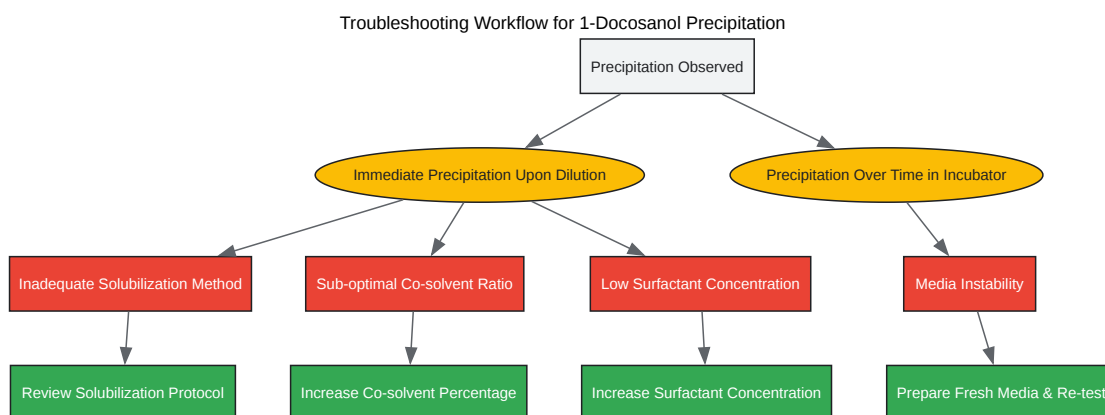 Troubleshooting Workflow for 1-Docosanol Precipitation
Precipitation Observed
Immediate Precipitation Upon Dilution
Precipitation Over Time in Incubator
Inadequate Solubilization Method
Sub-optimal Co-solvent Ratio
Low Surfactant Concentration
Media Instability
Review Solubilization Protocol
Increase Co-solvent Percentage
Increase Surfactant Concentration
Prepare Fresh Media & Re-test